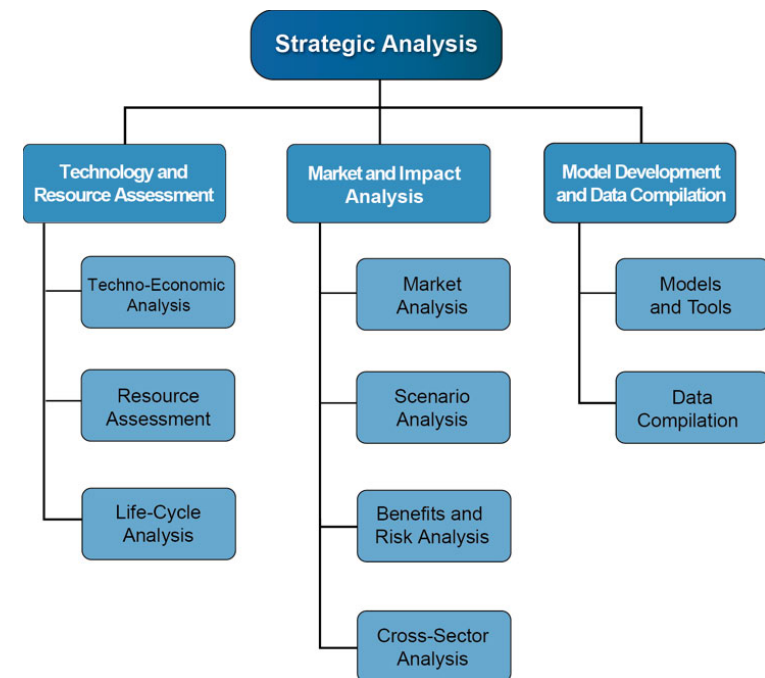 Strategic Analysis
Technology and
Resource Assessment
Techno-Economic
Analysis
Resource
Assessment
Life-Cycle
Analysis
Market and Impact
Analysis
Market
Analysis
Scenario
Analysis
Benefits and
Risk Analysis
Cross-Sector
Analysis
Model Development
and Data Compilation
Models
and Tools
Data
Compilation